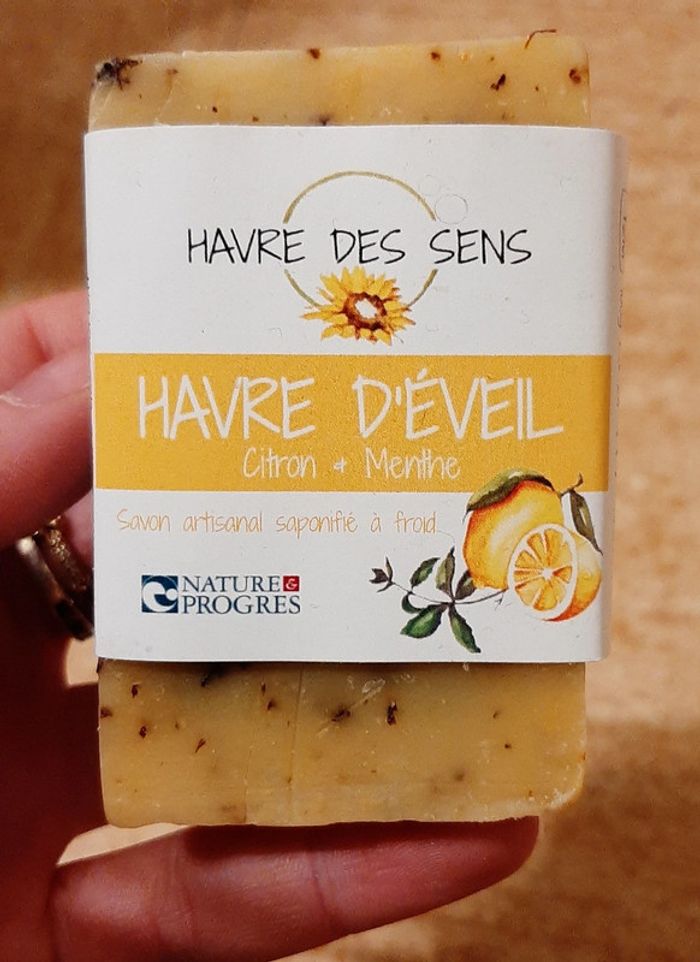 HAVRE DES SENS
HAVRE D'ÉVEIL
Citron + Menthe
Savon artisanal saponifié à froid
NATURE & PROGRES